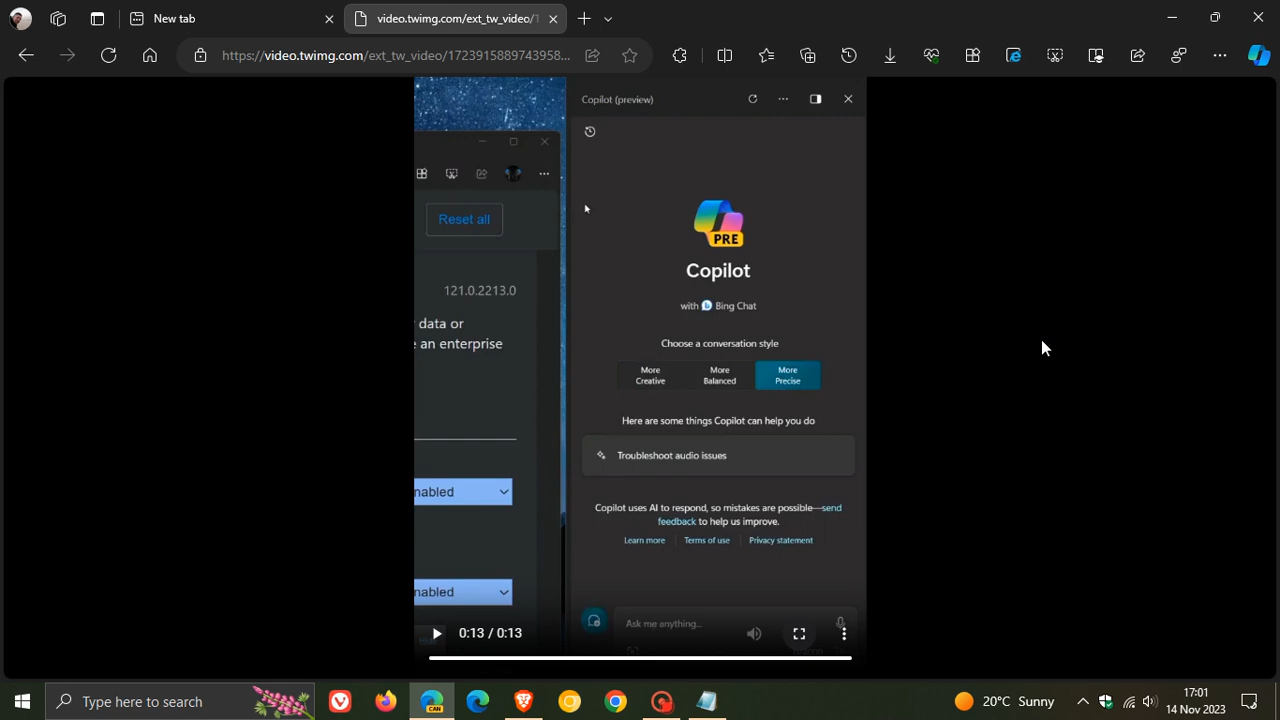 New tab
video.twimg.com/ext_tw_video/1
https://video.twimg.com/ext_tw_video/1723915889743958...
Copilot (preview)
Reset all
121.0.2213.0
data or
e an enterprise
nabled
nabled
PRE
Copilot
with Bing Chat
Choose a conversation style
More Creative
More Balanced
More Precise
Here are some things Copilot can help you do
Troubleshoot audio issues
Copilot uses AI to respond, so mistakes are possible—send
feedback to help us improve.
Learn more
Terms of use
Privacy statement
Ask me anything...
0:13 / 0:13
Type here to search
CAN
20°C Sunny
17:01
14 Nov 2023